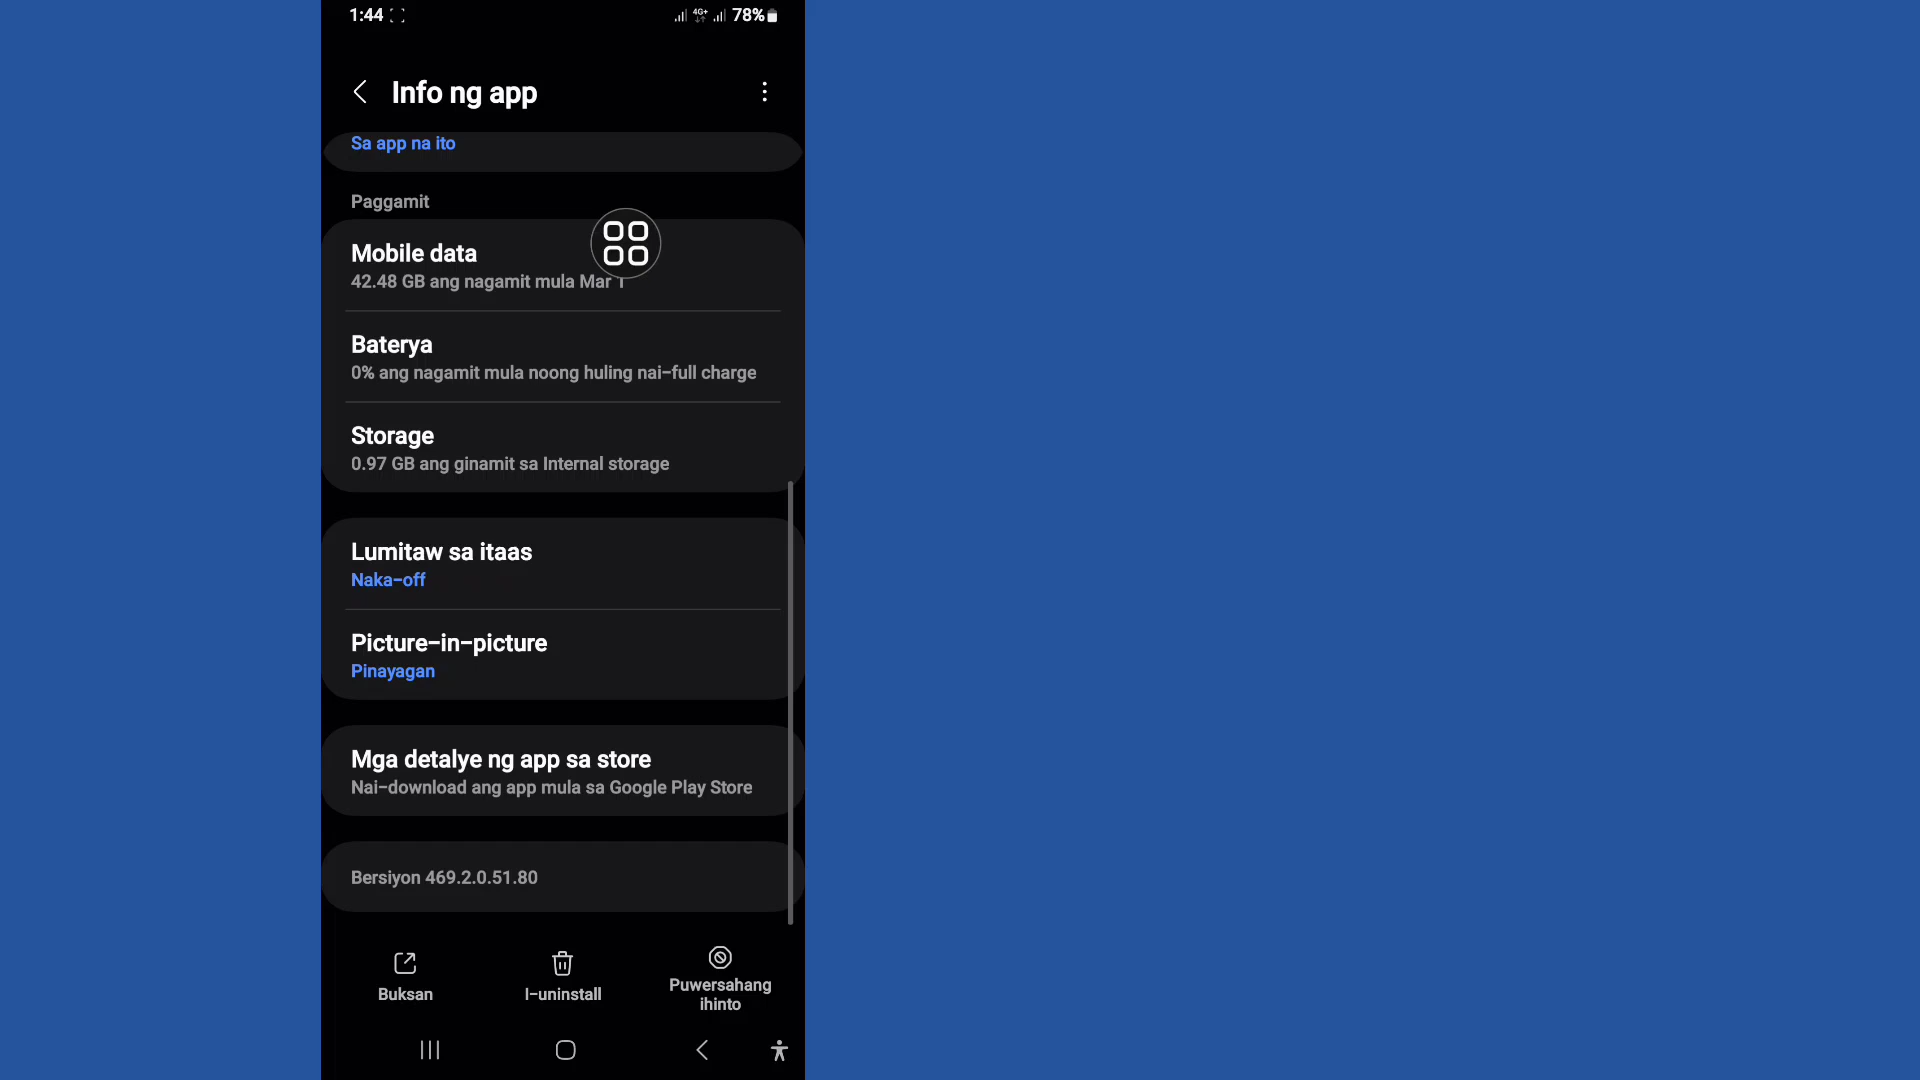 1:44
4G+ 78%
Info ng app
Sa app na ito
Paggamit
Mobile data
42.48 GB ang nagamit mula Mar 1
Baterya
0% ang nagamit mula noong huling nai-full charge
Storage
0.97 GB ang ginamit sa Internal storage
Lumitaw sa itaas
Naka-off
Picture-in-picture
Pinayagan
Mga detalye ng app sa store
Nai-download ang app mula sa Google Play Store
Bersiyon 469.2.0.51.80
Buksan
I-uninstall
Puwersahang
ihinto